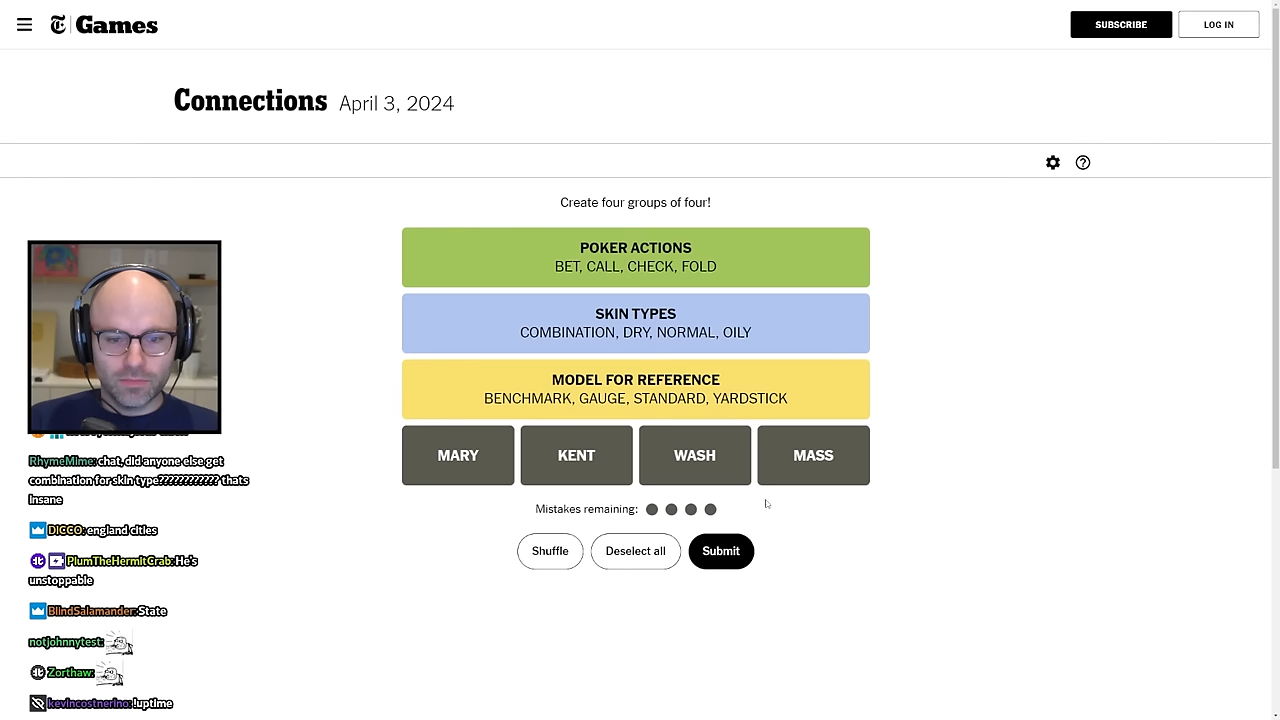 Games
SUBSCRIBE
LOG IN
Connections April 3, 2024
Create four groups of four!
POKER ACTIONS
BET, CALL, CHECK, FOLD
SKIN TYPES
COMBINATION, DRY, NORMAL, OILY
MODEL FOR REFERENCE
BENCHMARK, GAUGE, STANDARD, YARDSTICK
MARY KENT WASH MASS
Mistakes remaining:
Shuffle Deselect all Submit
RhymeMime: chat, did anyone else get
combination for skin type???????????? thats
insane
DICCO: england cities
PlumTheHermitCrab: He's
unstoppable
BlindSalamander: State
notjohnnytest:
Zorthaw:
kevincostnerino: !uptime